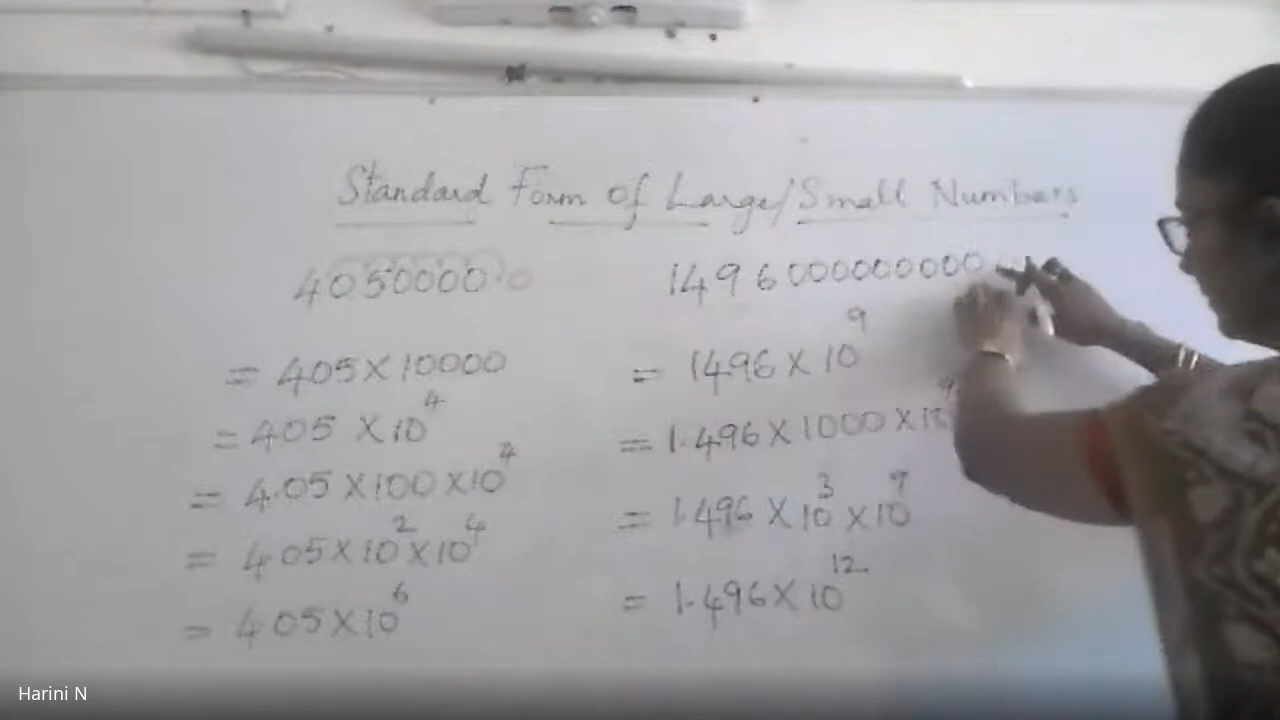 Standard Form Of Large/Small Numbers
4050000
= 405 X 10000
= 405 X 10⁴
= 4.05 X 100 X 10⁴
= 4.05 X 10² X 10⁴
= 4.05 X 10⁶
1496000000000
= 1496 X 10⁹
= 1.496 X 1000 X 10⁹
= 1.496 X 10³ X 10⁹
= 1.496 X 10¹²
Harini N